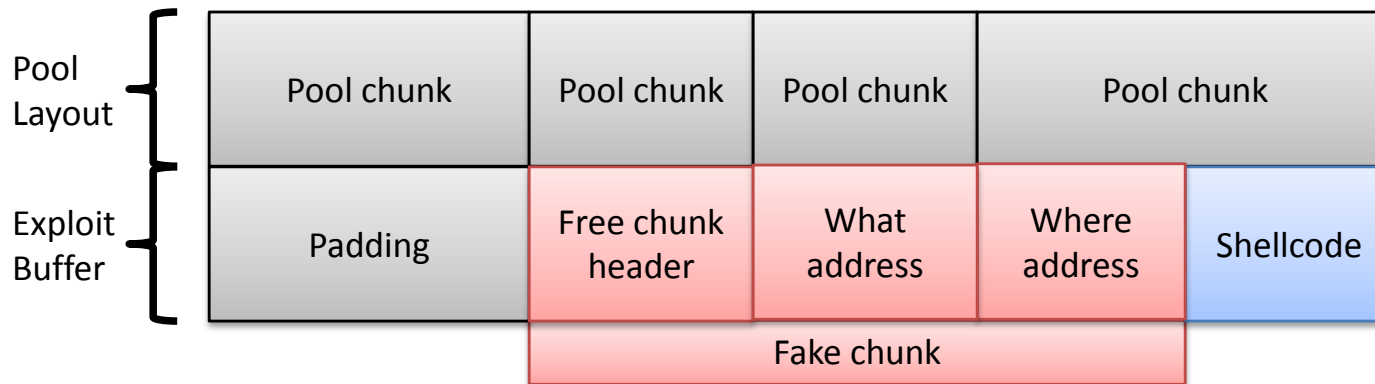 Pool
Layout
Pool chunk
Pool chunk
Pool chunk
Pool chunk
Exploit
Buffer
Padding
Free chunk
header
What
address
Where
address
Shellcode
Fake chunk